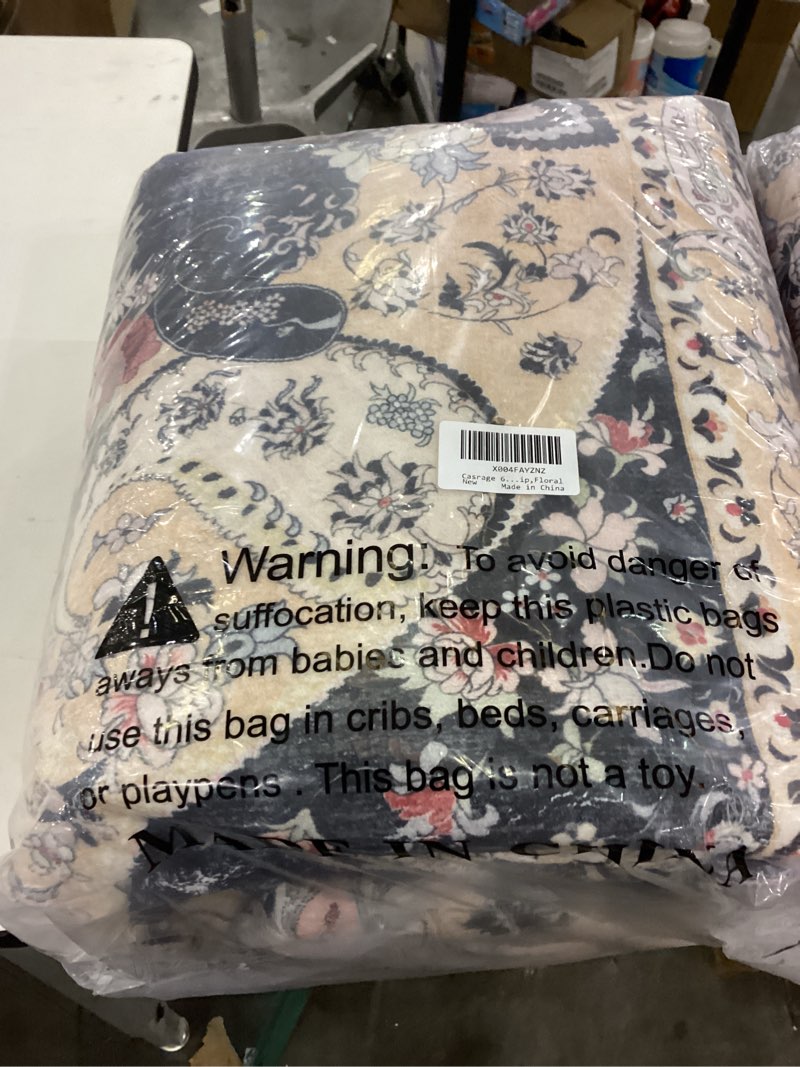 X004FAYZNZ
Casrage 6...ip,Floral
New Made in China
Warning: To avoid danger of
suffocation, keep this plastic bags
aways from babies and children.Do not
use this bag in cribs, beds, carriages,
or playpens . This bag is not a toy.
MADE IN CHINA